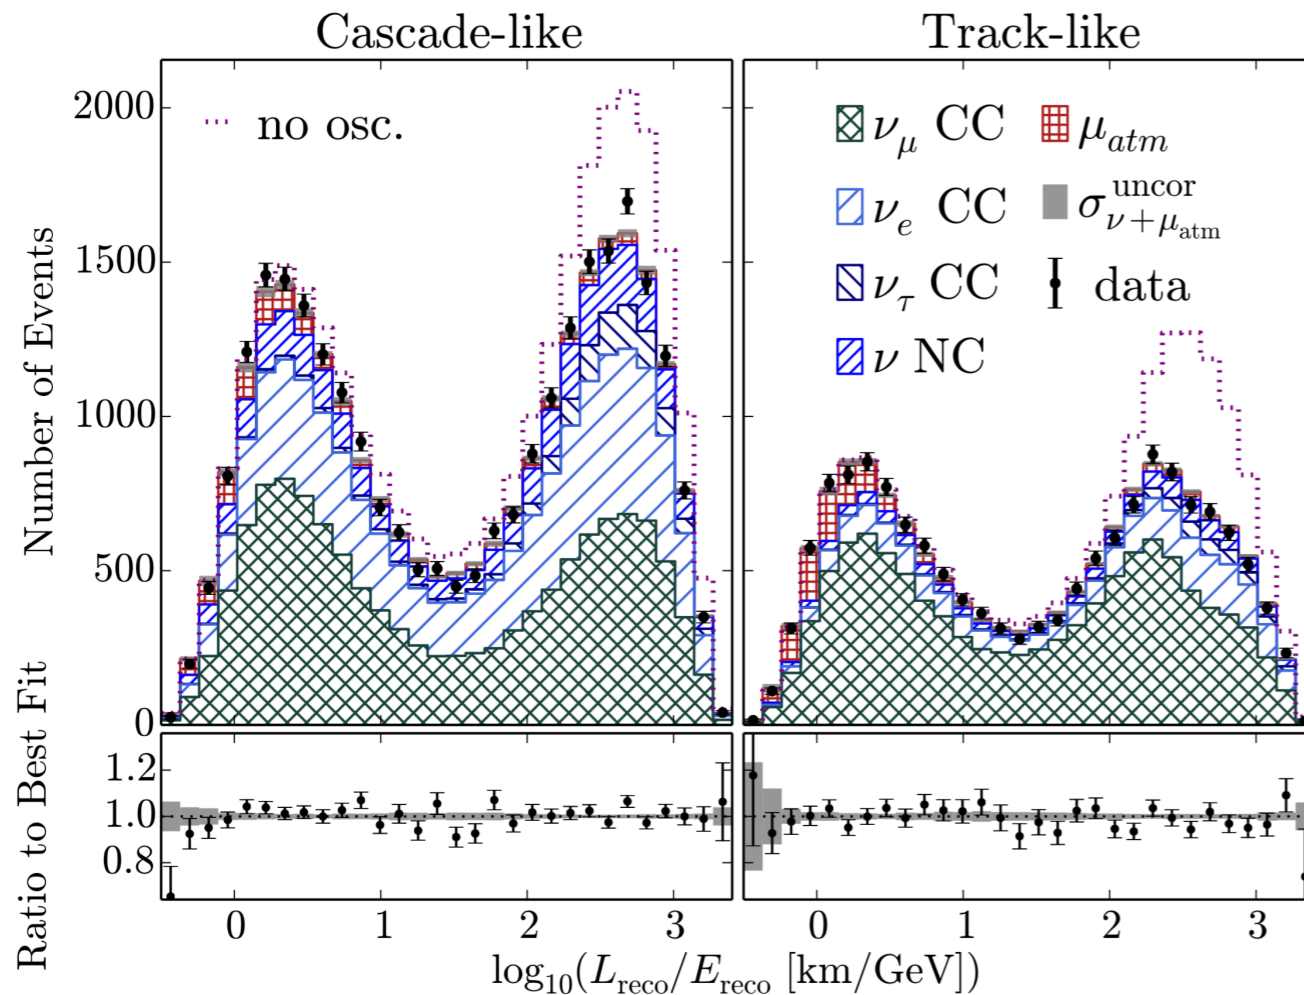 Cascade-like
Track-like
Number of Events
2000
1500
1000
500
0
no osc.
ν_μ CC
ν_e CC
ν_τ CC
ν NC
μ_atm
σ^uncor_ν+μ_atm
data
Ratio to Best Fit
1.2
1.0
0.8
0 1 2 3
0 1 2 3
log₁₀(L_reco/E_reco [km/GeV])